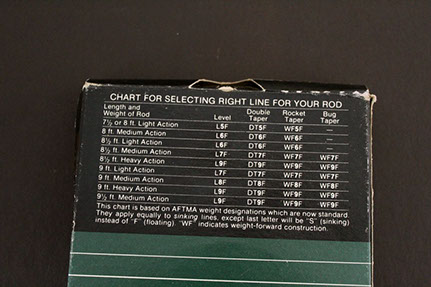 CHART FOR SELECTING RIGHT LINE FOR YOUR ROD
Length and Weight of Rod Level Double Taper Rocket Taper Bug Taper
7½ or 8 ft. Light Action L5F DT5F WF5F —
8 ft. Medium Action L6F DT6F WF6F —
8½ ft. Light Action L6F DT6F WF6F —
8½ ft. Medium Action L7F DT7F WF7F WF7F
8½ ft. Heavy Action L9F DT9F WF9F WF9F
9 ft. Light Action L7F DT7F WF7F WF7F
9 ft. Medium Action L8F DT8F WF8F WF8F
9 ft. Heavy Action L9F DT9F WF9F WF9F
9½ ft. Medium Action L9F DT9F WF9F WF9F
This chart is based on AFTMA weight designations which are now standard.
They apply equally to sinking lines, except last letter will be "S" (sinking)
instead of "F" (floating). "WF" indicates weight-forward construction.